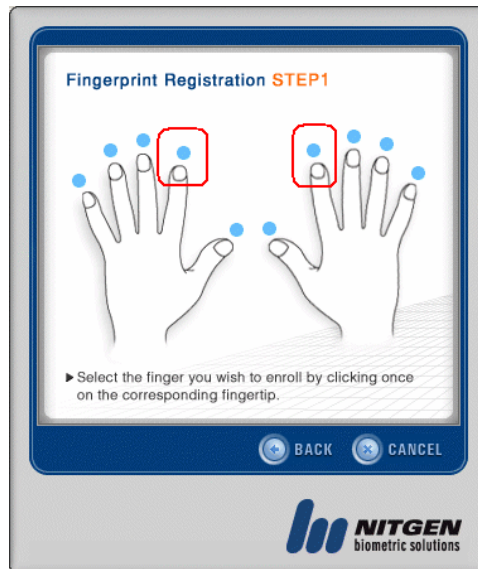 Fingerprint Registration STEP1
▶ Select the finger you wish to enroll by clicking once
on the corresponding fingertip.
BACK CANCEL
NITGEN
biometric solutions